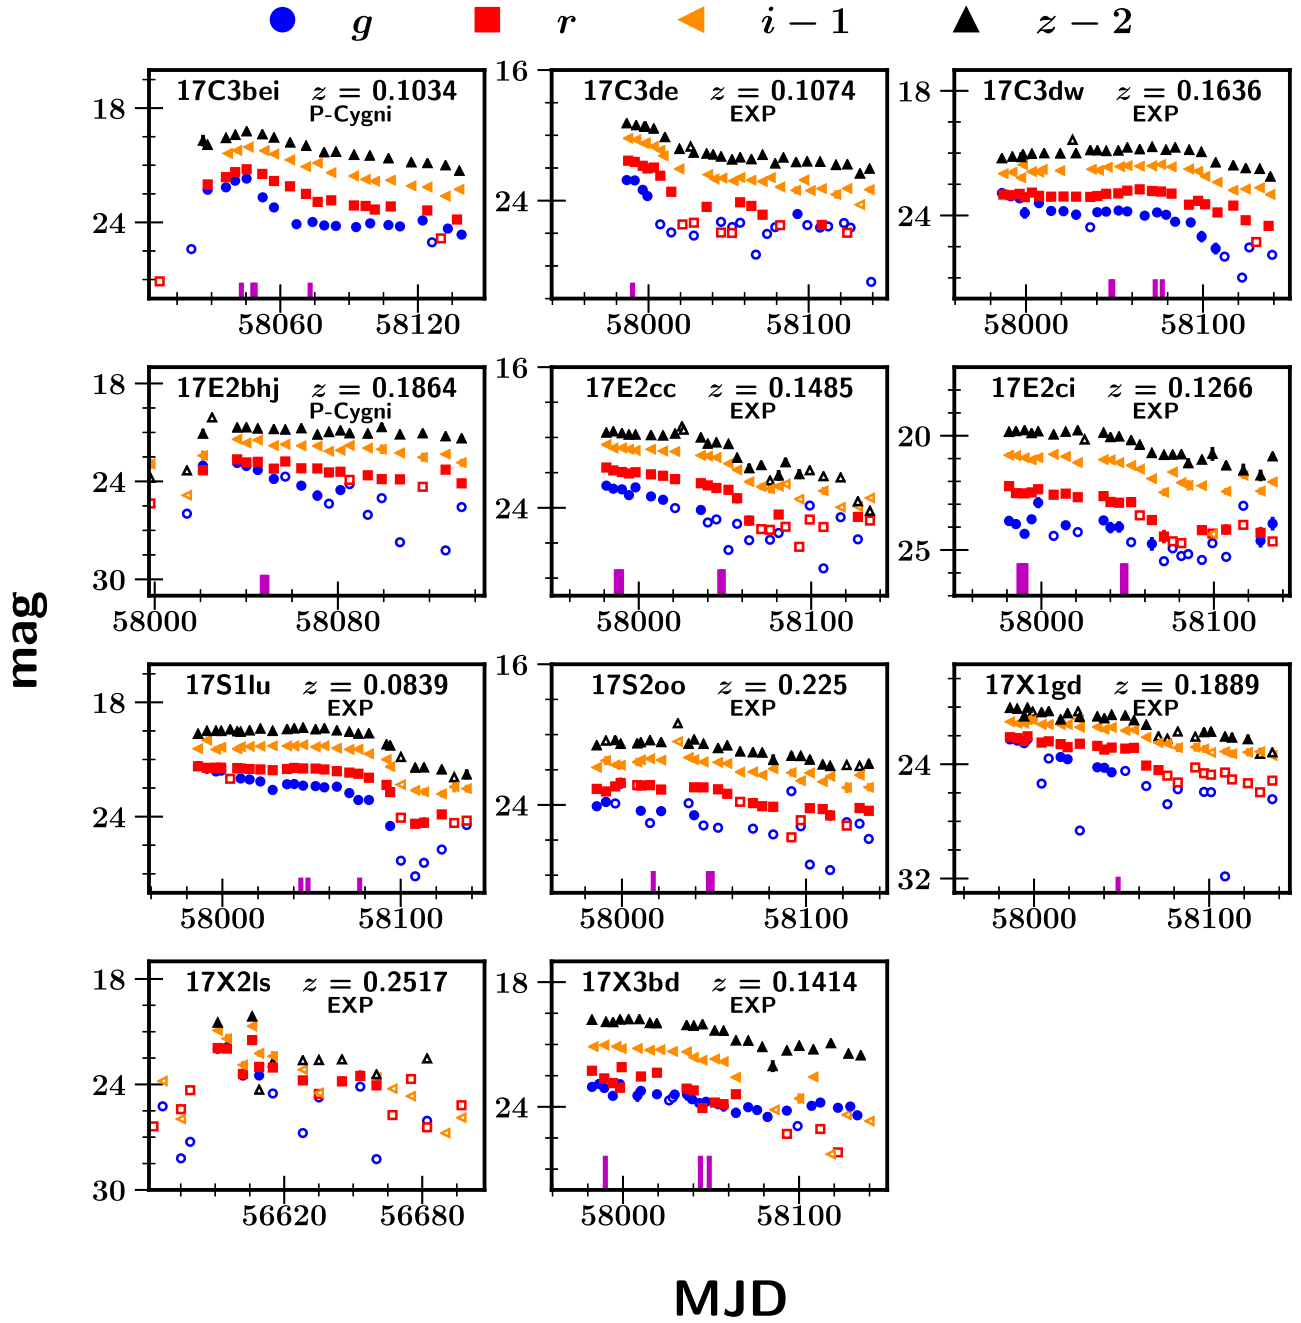 g r i − 1 z − 2
17C3bei z = 0.1034
P-Cygni
18
24
58060 58120
17C3de z = 0.1074
EXP
16
24
58000 58100
17C3dw z = 0.1636
EXP
18
24
58000 58100
17E2bhj z = 0.1864
P-Cygni
18
24
30
58000 58080
17E2cc z = 0.1485
EXP
16
24
58000 58100
17E2ci z = 0.1266
EXP
20
25
58000 58100
mag
17S1lu z = 0.0839
EXP
18
24
58000 58100
17S2oo z = 0.225
EXP
16
24
58000 58100
17X1gd z = 0.1889
EXP
24
32
58000 58100
17X2ls z = 0.2517
EXP
18
24
30
56620 56680
17X3bd z = 0.1414
EXP
18
24
58000 58100
MJD